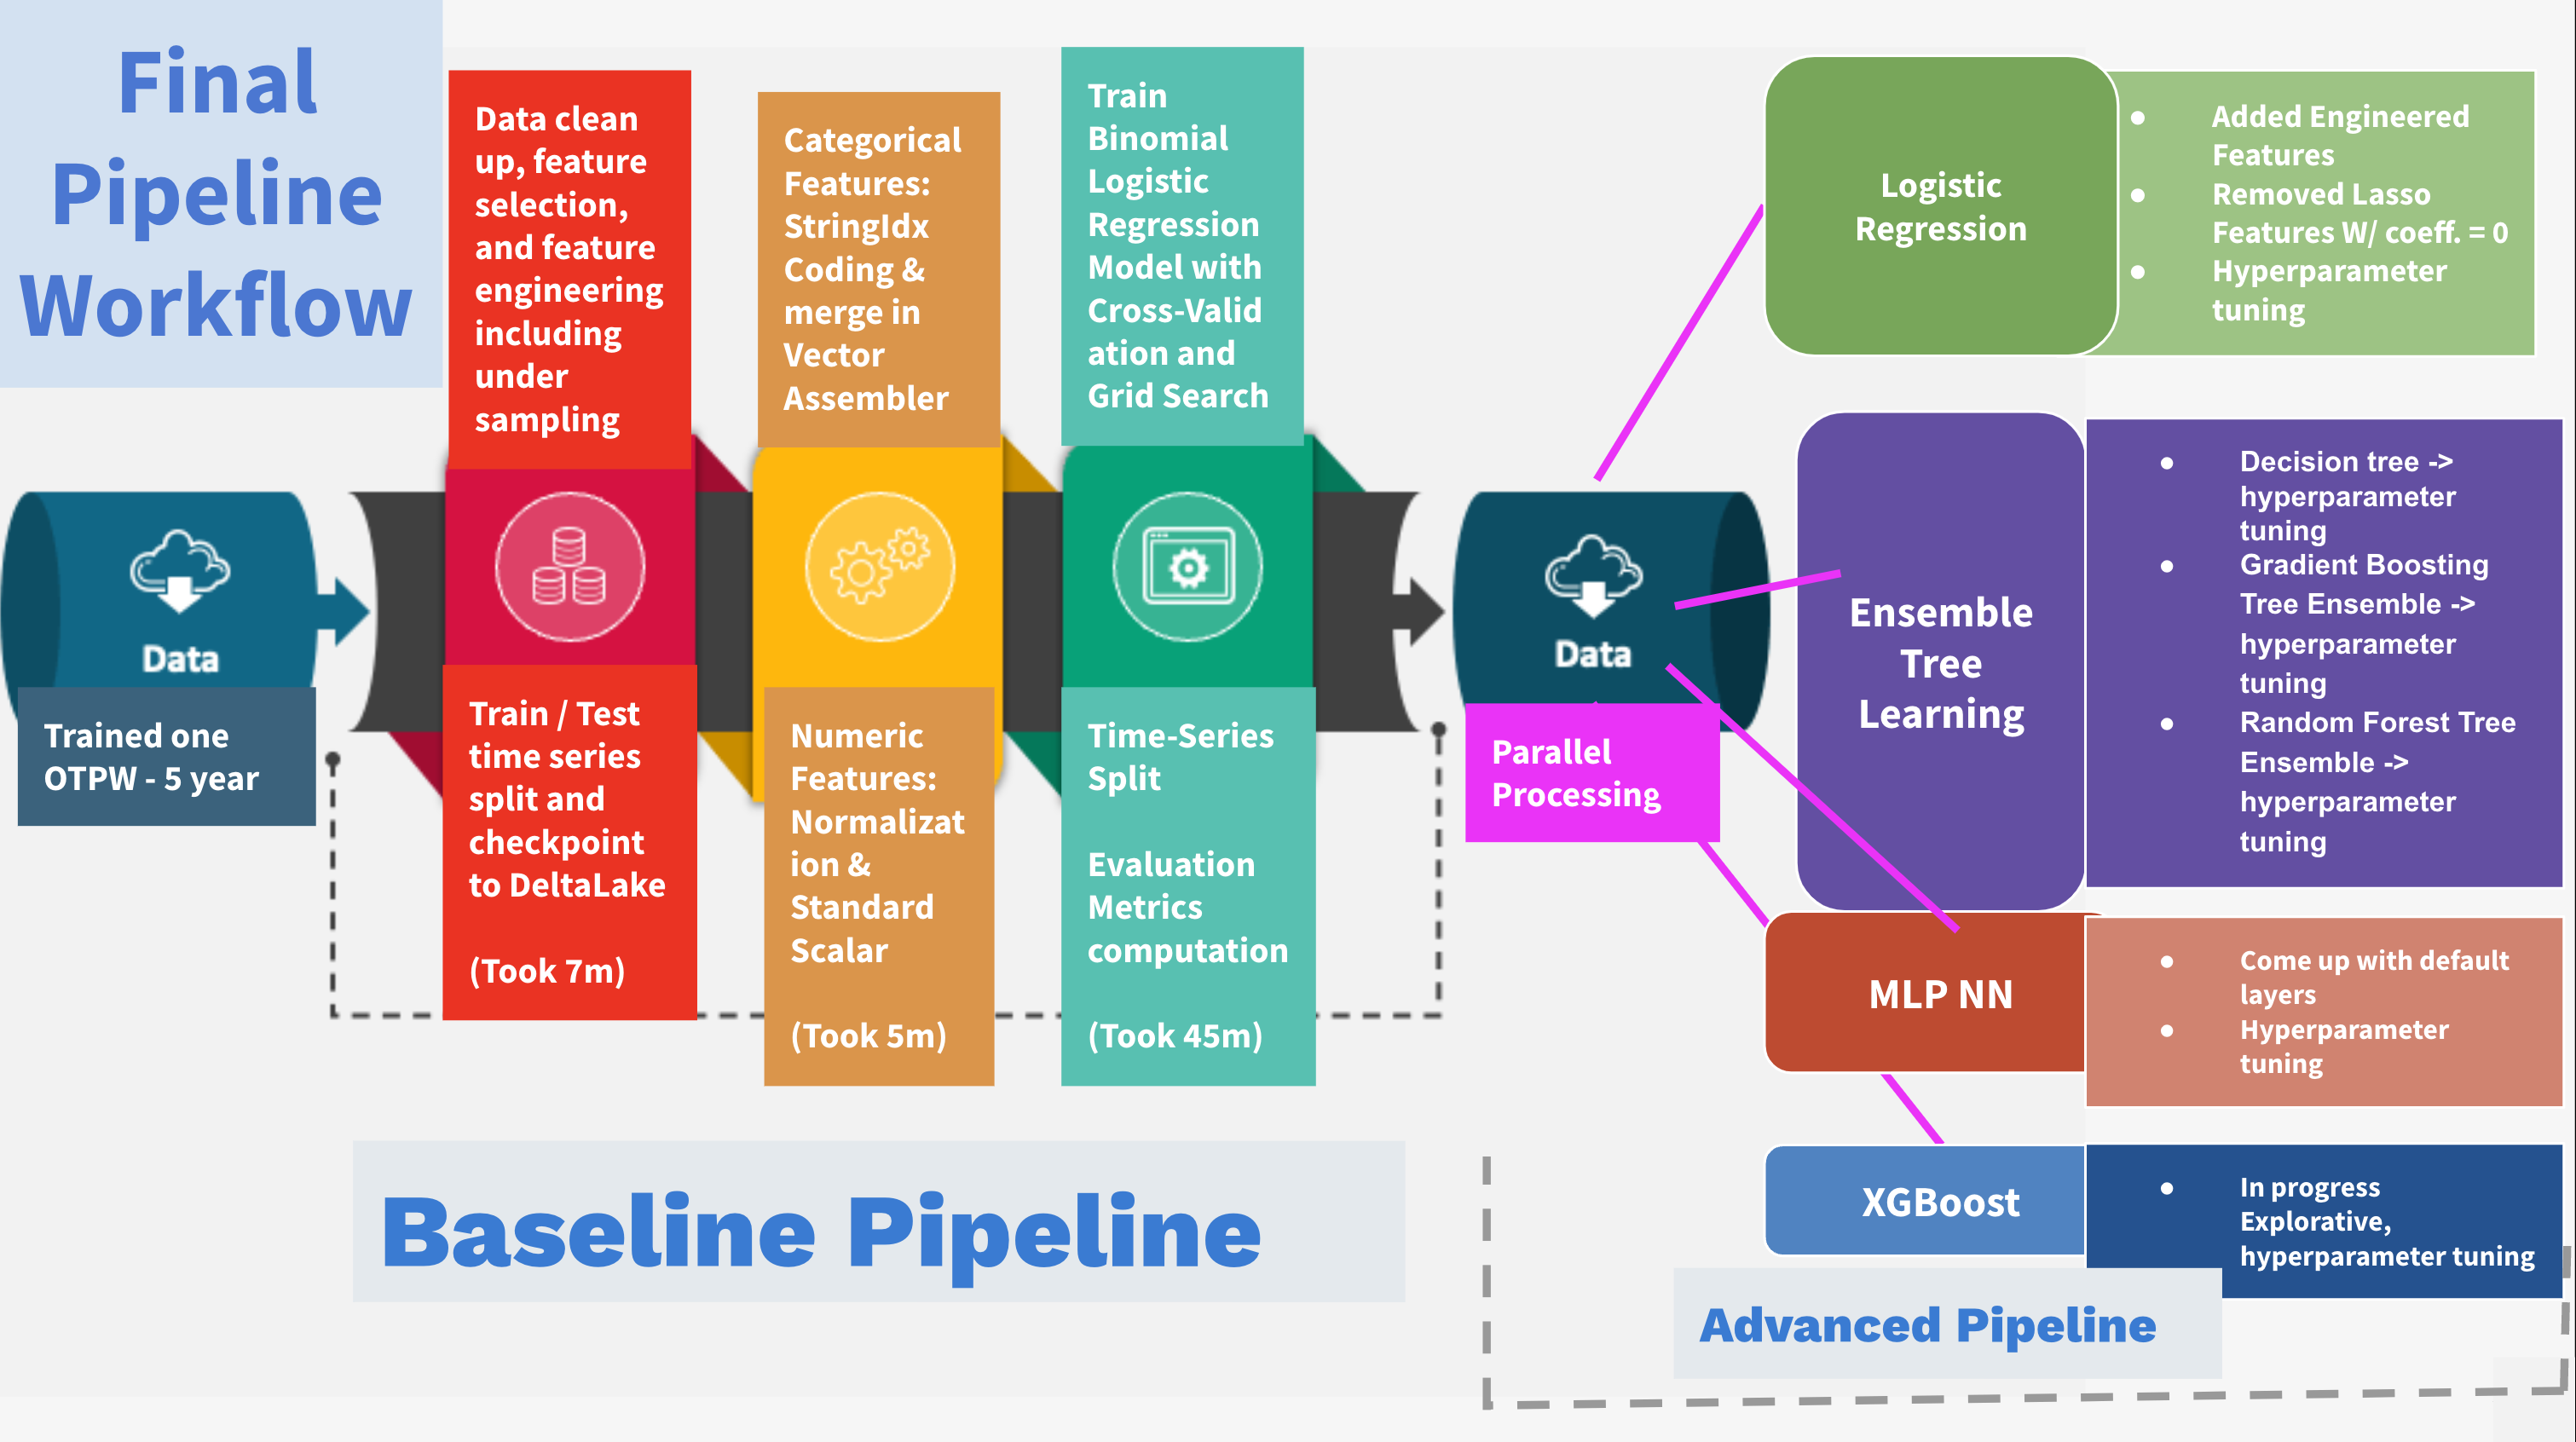 Final
Pipeline
Workflow
Data clean
up, feature
selection,
and feature
engineering
including
under
sampling
Categorical
Features:
StringIdx
Coding &
merge in
Vector
Assembler
Train
Binomial
Logistic
Regression
Model with
Cross-Valid
ation and
Grid Search
Data
Trained one
OTPW - 5 year
Train / Test
time series
split and
checkpoint
to DeltaLake
(Took 7m)
Numeric
Features:
Normalizat
ion &
Standard
Scalar
(Took 5m)
Time-Series
Split
Evaluation
Metrics
computation
(Took 45m)
Data
Parallel
Processing
Logistic
Regression
● Added Engineered
Features
● Removed Lasso
Features W/ coeff. = 0
● Hyperparameter
tuning
Ensemble
Tree
Learning
● Decision tree ->
hyperparameter
tuning
● Gradient Boosting
Tree Ensemble ->
hyperparameter
tuning
● Random Forest Tree
Ensemble ->
hyperparameter
tuning
MLP NN
● Come up with default
layers
● Hyperparameter
tuning
XGBoost
● In progress
Explorative,
hyperparameter tuning
Baseline Pipeline
Advanced Pipeline